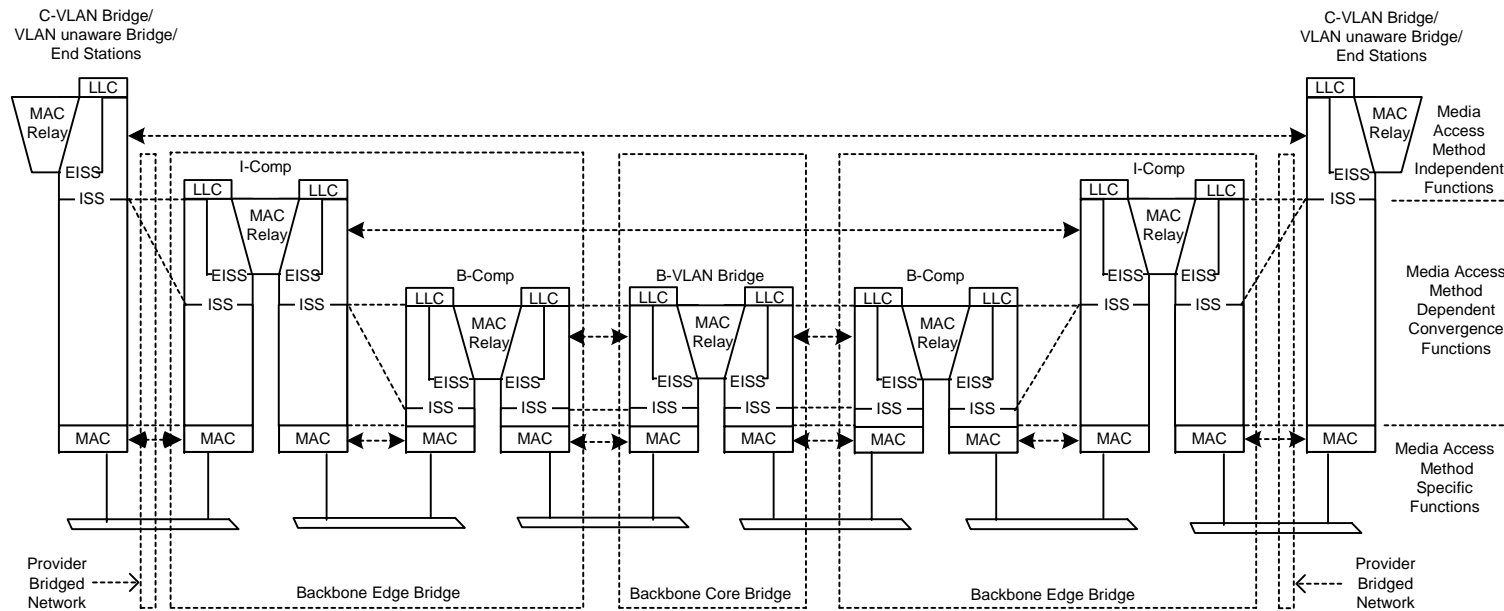 C-VLAN Bridge/
VLAN unaware Bridge/
End Stations
C-VLAN Bridge/
VLAN unaware Bridge/
End Stations
LLC
LLC
MAC
Relay
MAC
Relay
Media
Access
Method
Independent
Functions
EISS
EISS
ISS
ISS
I-Comp
I-Comp
LLC
LLC
LLC
LLC
MAC
Relay
MAC
Relay
EISS
EISS
EISS
EISS
ISS
ISS
ISS
ISS
B-Comp
B-VLAN Bridge
B-Comp
LLC
LLC
LLC
LLC
LLC
LLC
MAC
Relay
MAC
Relay
MAC
Relay
Media Access
Method
Dependent
Convergence
Functions
EISS
EISS
EISS
EISS
EISS
EISS
ISS
ISS
ISS
ISS
ISS
ISS
MAC
MAC
MAC
MAC
MAC
MAC
MAC
MAC
MAC
MAC
MAC
MAC
Media Access
Method
Specific
Functions
Provider
Bridged
Network
Backbone Edge Bridge
Backbone Core Bridge
Backbone Edge Bridge
Provider
Bridged
Network